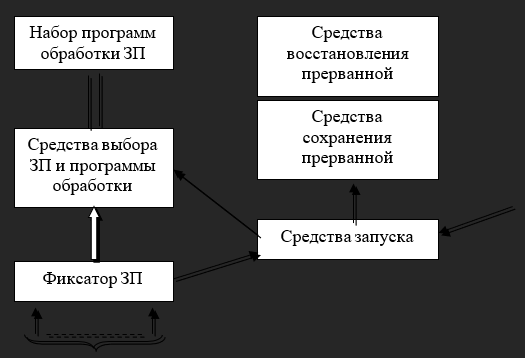 Набор программ
обработки ЗП
Средства
восстановления
прерванной
Средства
сохранения
прерванной
Средства выбора
ЗП и программы
обработки
Средства запуска
Фиксатор ЗП